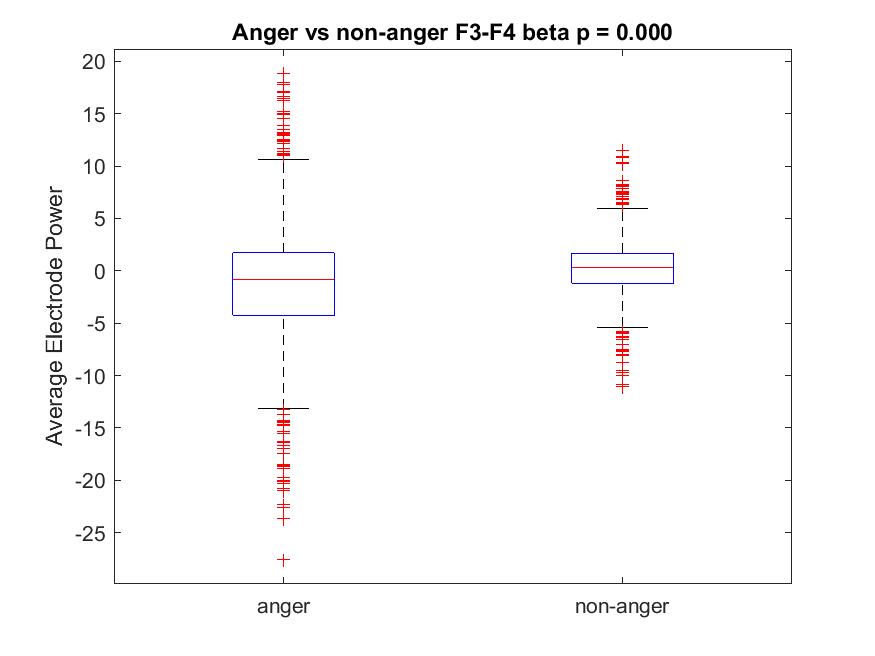 Anger vs non-anger F3-F4 beta p = 0.000
Average Electrode Power
20
15
10
5
0
-5
-10
-15
-20
-25
anger
non-anger